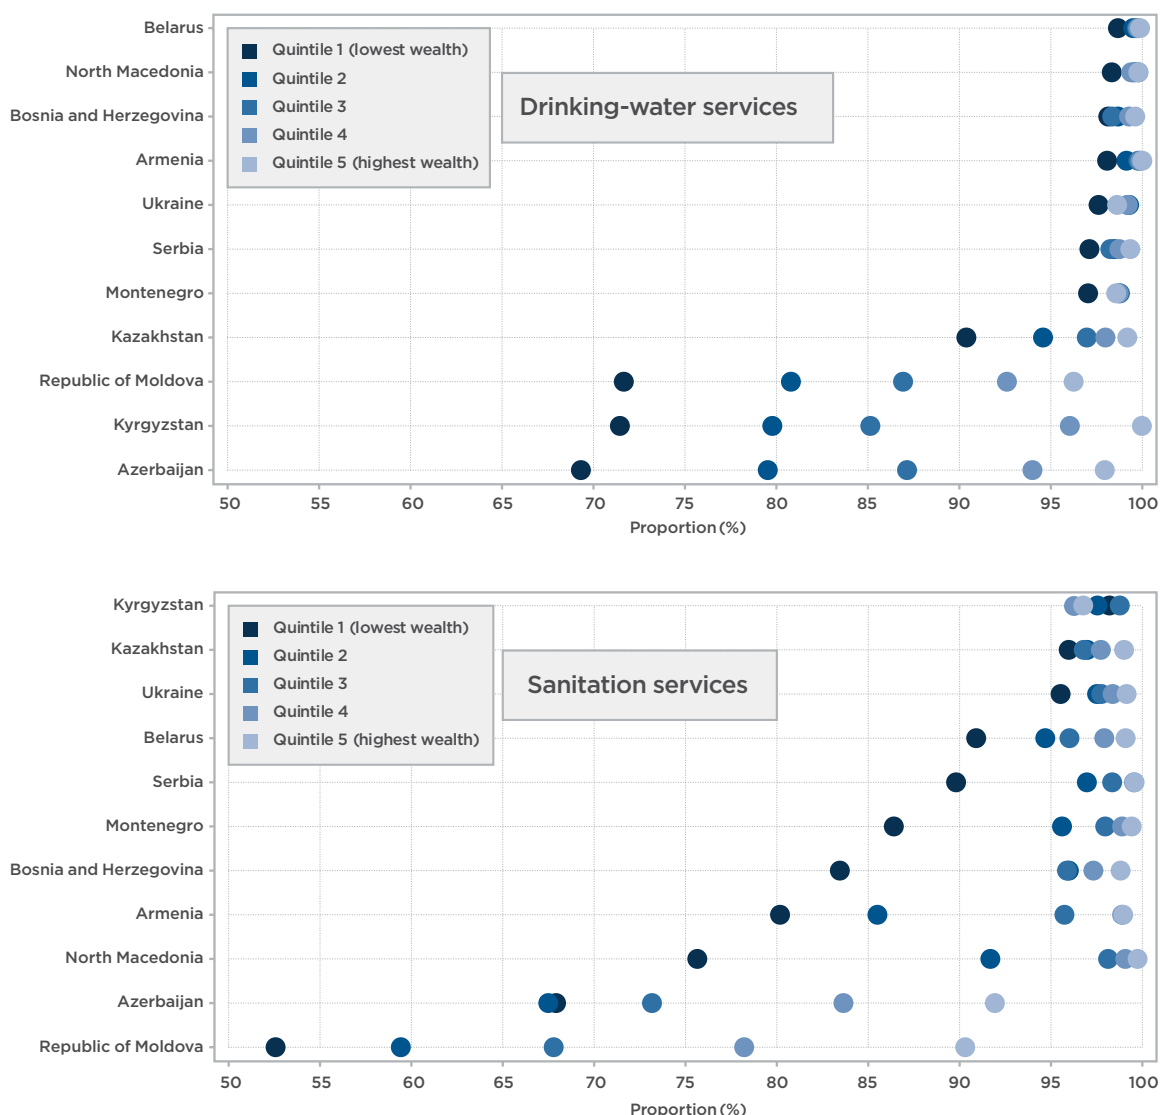 Belarus
North Macedonia
Bosnia and Herzegovina
Armenia
Ukraine
Serbia
Montenegro
Kazakhstan
Republic of Moldova
Kyrgyzstan
Azerbaijan
Quintile 1 (lowest wealth)
Quintile 2
Quintile 3
Quintile 4
Quintile 5 (highest wealth)
Drinking-water services
50 55 60 65 70 75 80 85 90 95 100
Proportion (%)
Kyrgyzstan
Kazakhstan
Ukraine
Belarus
Serbia
Montenegro
Bosnia and Herzegovina
Armenia
North Macedonia
Azerbaijan
Republic of Moldova
Quintile 1 (lowest wealth)
Quintile 2
Quintile 3
Quintile 4
Quintile 5 (highest wealth)
Sanitation services
50 55 60 65 70 75 80 85 90 95 100
Proportion (%)